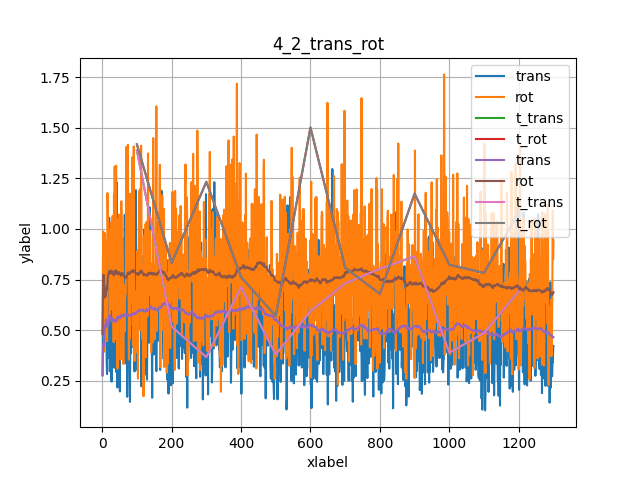 4_2_trans_rot
1.75
1.50
1.25
1.00
0.75
0.50
0.25
ylabel
0
200
400
600
800
1000
1200
xlabel
trans
rot
t_trans
t_rot
trans
rot
t_trans
t_rot